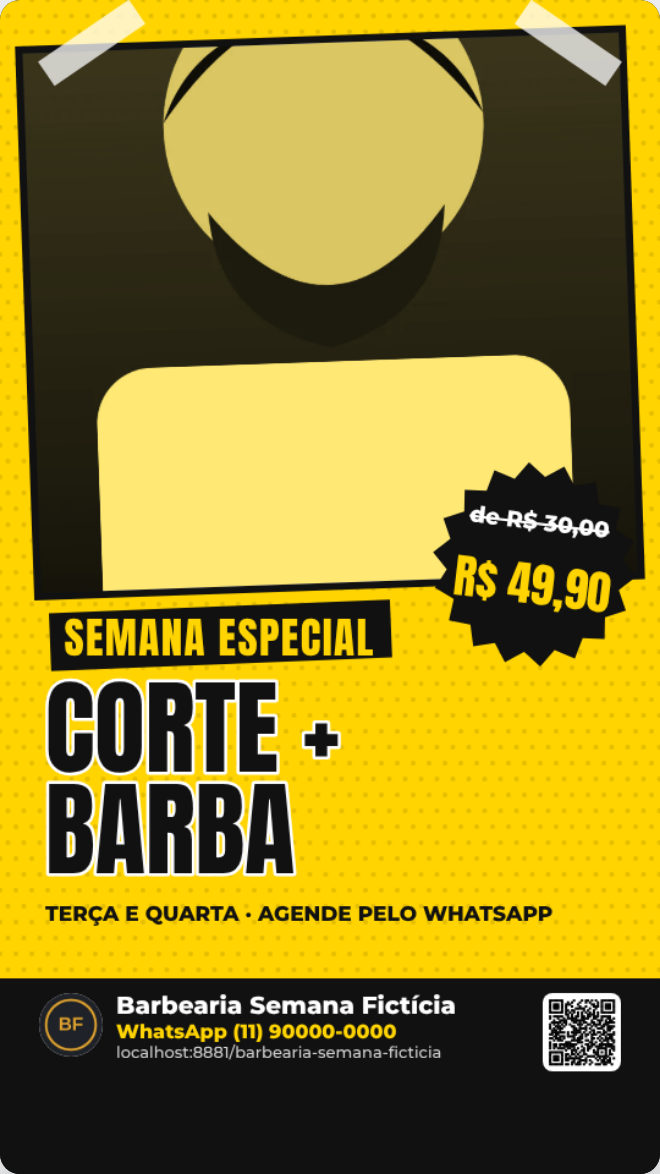 de R$ 30,00
R$ 49,90
SEMANA ESPECIAL
CORTE +
BARBA
TERÇA E QUARTA · AGENDE PELO WHATSAPP
BF
Barbearia Semana Fictícia
WhatsApp (11) 90000-0000
localhost:8881/barbearia-semana-ficticia